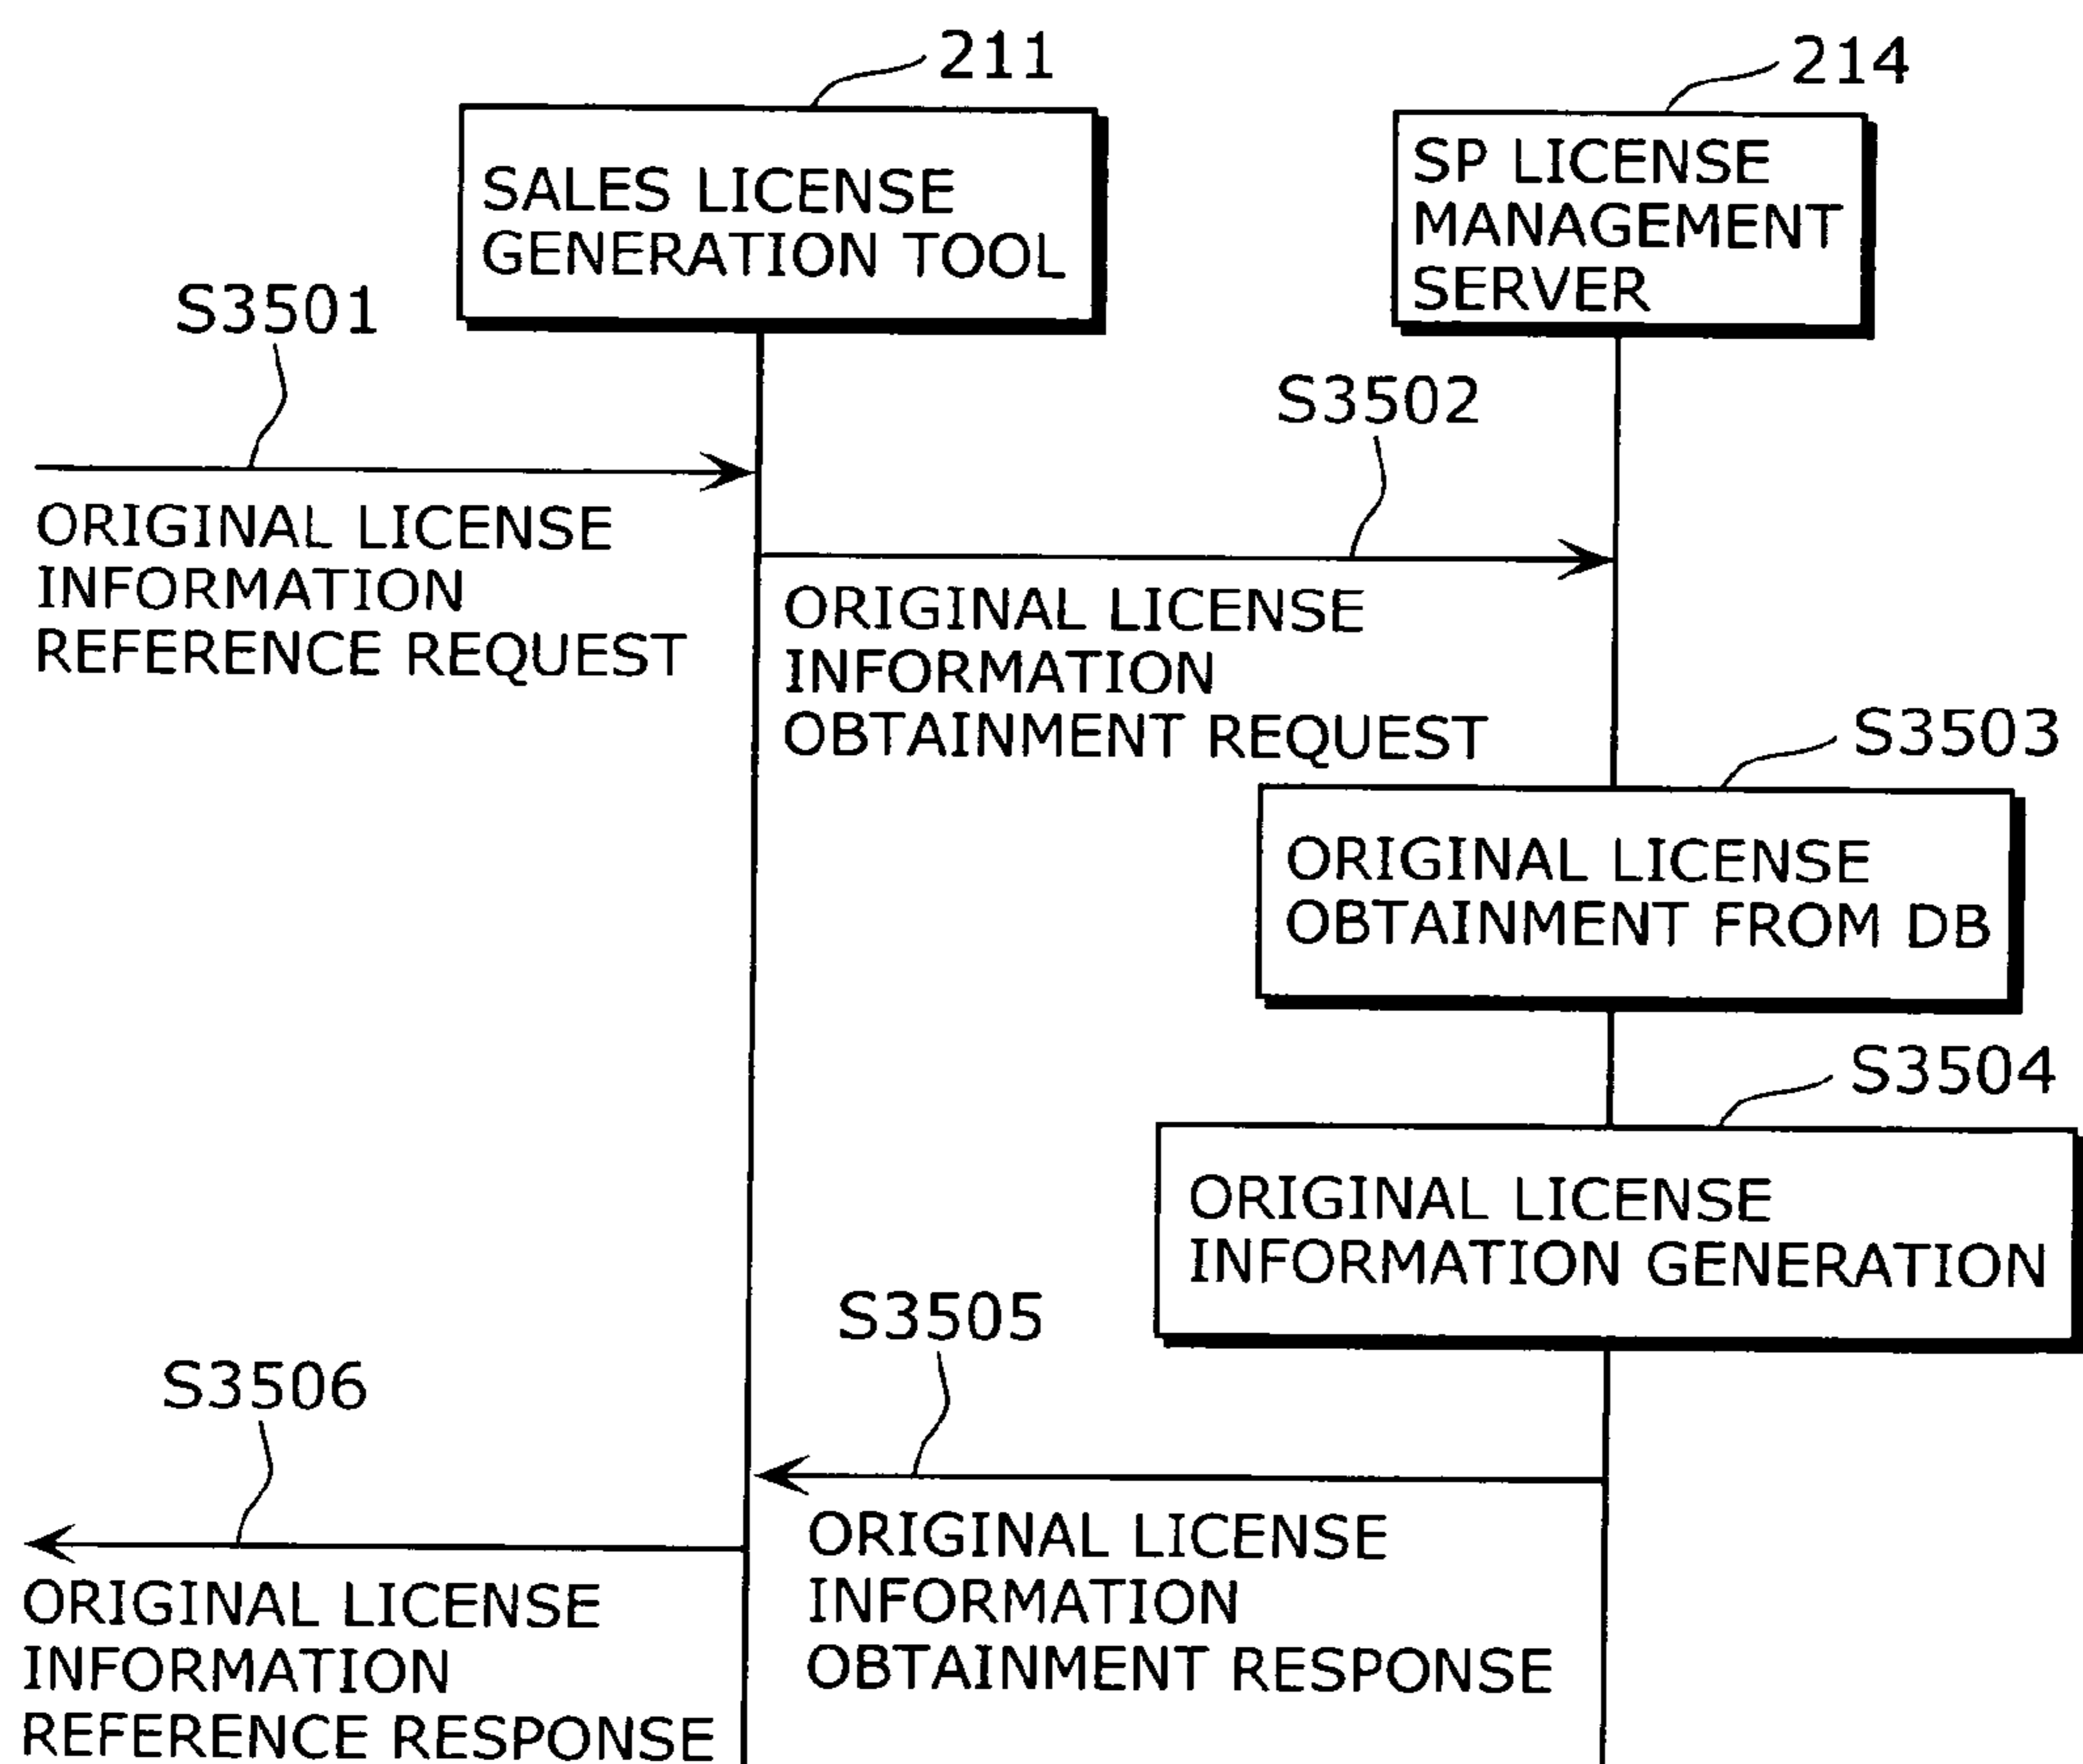 211
214
SALES LICENSE
GENERATION TOOL
SP LICENSE
MANAGEMENT
SERVER
S3501
S3502
ORIGINAL LICENSE
INFORMATION
REFERENCE REQUEST
ORIGINAL LICENSE
INFORMATION
OBTAINMENT REQUEST
S3503
ORIGINAL LICENSE
OBTAINMENT FROM DB
S3504
ORIGINAL LICENSE
INFORMATION GENERATION
S3505
S3506
ORIGINAL LICENSE
INFORMATION
OBTAINMENT RESPONSE
ORIGINAL LICENSE
INFORMATION
REFERENCE RESPONSE